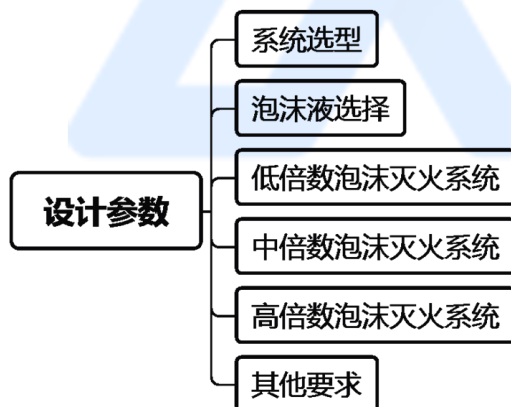 系统选型
泡沫液选择
低倍数泡沫灭火系统
设计参数
中倍数泡沫灭火系统
高倍数泡沫灭火系统
其他要求